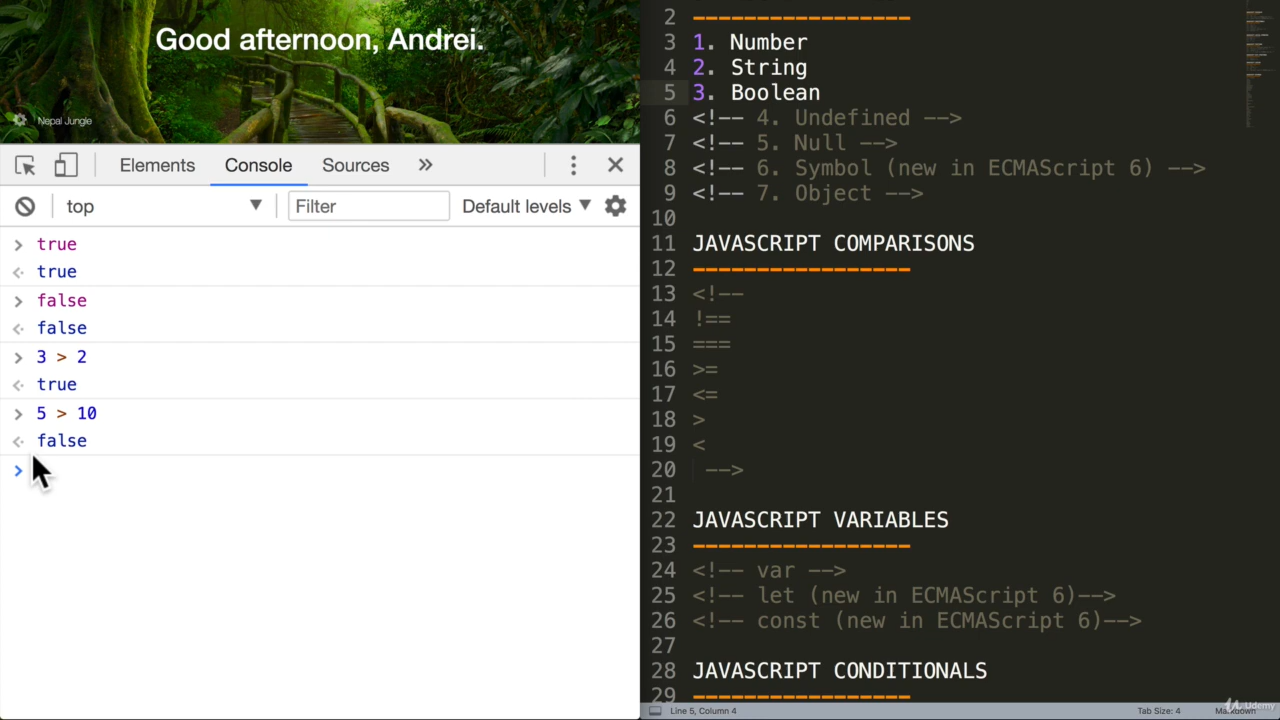 Good afternoon, Andrei.
Nepal Jungle
Elements Console Sources »
top Filter Default levels
> true
< true
false
false
3 > 2
true
> 5 > 10
< false
>
2 -----------------
3 1. Number
4 2. String
5 3. Boolean
6 <!-- 4. Undefined -->
7 <!-- 5. Null -->
8 <!-- 6. Symbol (new in ECMAScript 6) -->
9 <!-- 7. Object -->
10
11 JAVASCRIPT COMPARISONS
12 -----------------
13 <!--
14 !==
15 ===
16 >=
17 <=
18 >
19 <
20 -->
21
22 JAVASCRIPT VARIABLES
23 -----------------
24 <!-- var -->
25 <!-- let (new in ECMAScript 6)-->
26 <!-- const (new in ECMAScript 6)-->
27
28 JAVASCRIPT CONDITIONALS
29 -----------------
Line 5, Column 4 Tab Size: 4 Markdown
Udemy